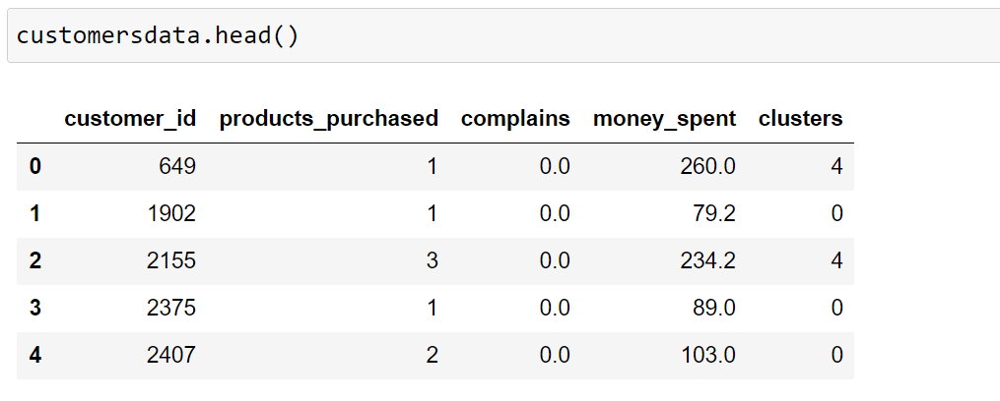 customersdata.head()
customer_id products_purchased complains money_spent clusters
0 649 1 0.0 260.0 4
1 1902 1 0.0 79.2 0
2 2155 3 0.0 234.2 4
3 2375 1 0.0 89.0 0
4 2407 2 0.0 103.0 0